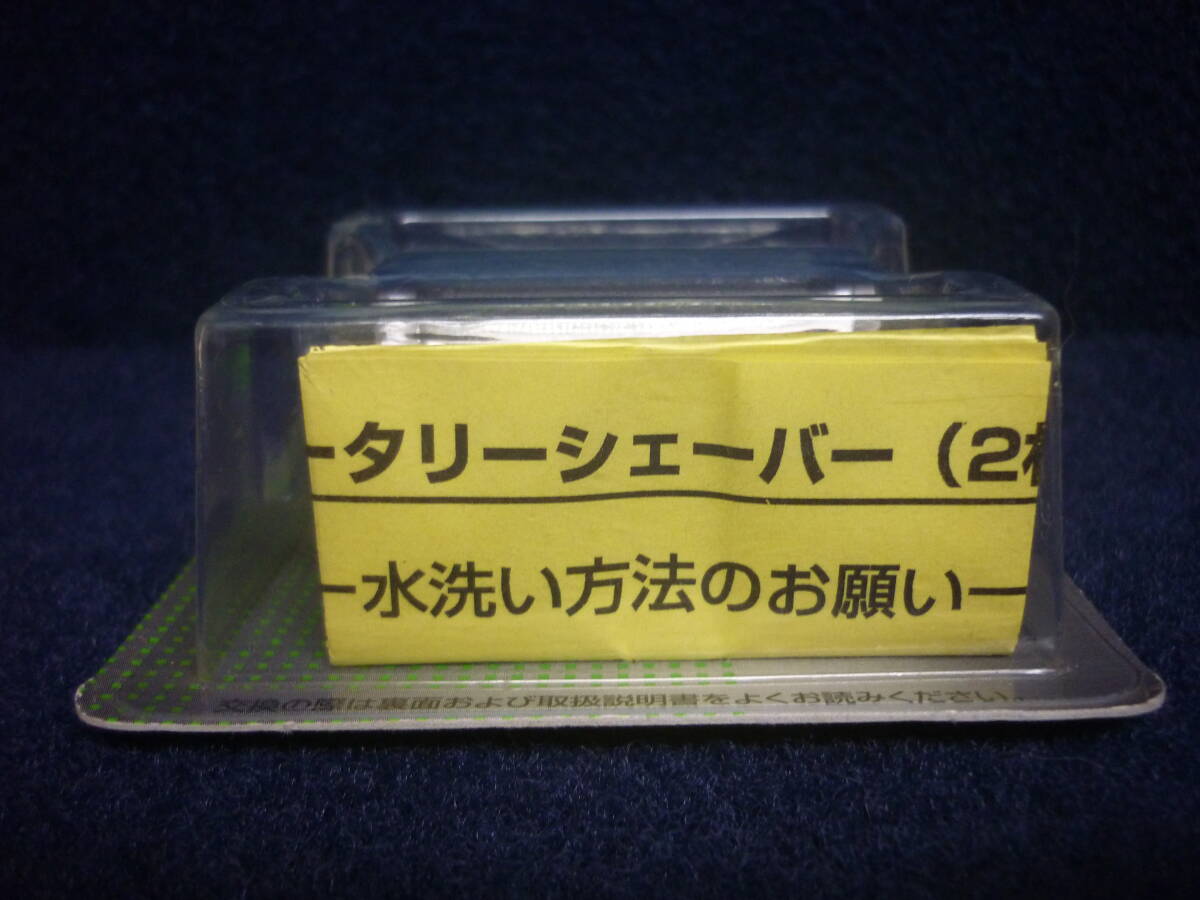 ータリーシェーバー（2枚
ー水洗い方法のお願いー
交換の際は裏面および取扱説明書をよくお読みください。